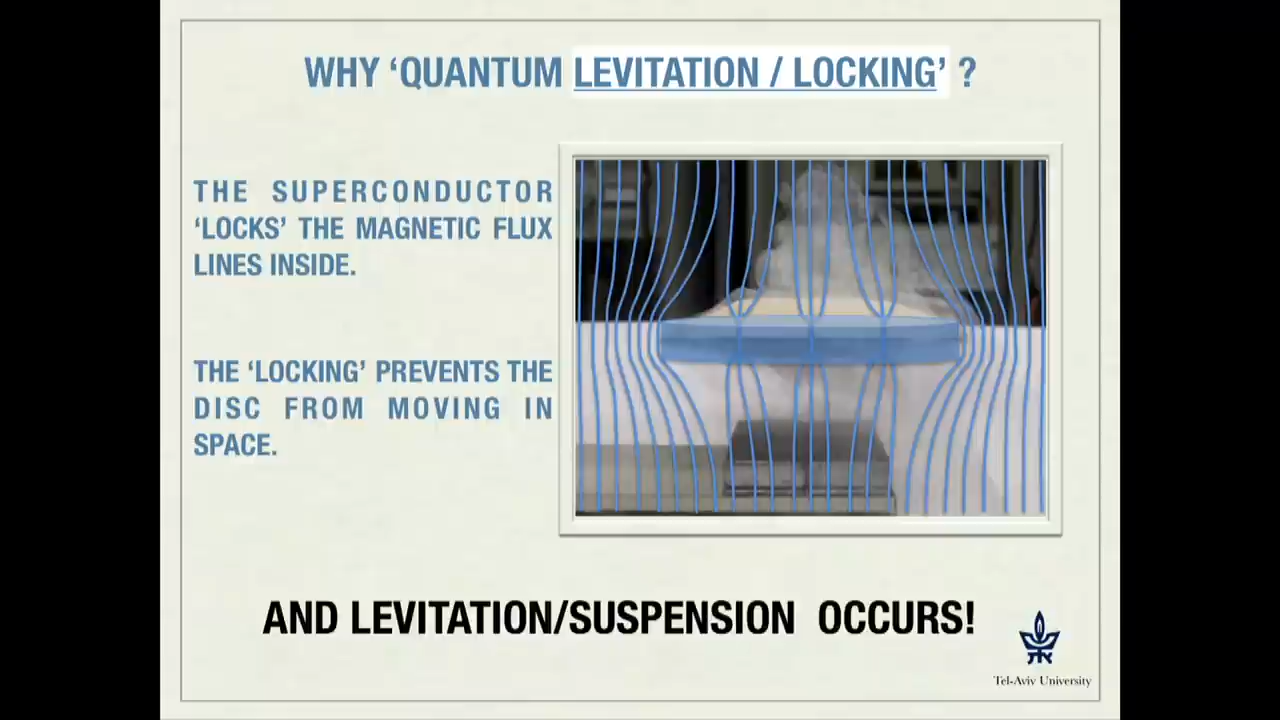 WHY ‘QUANTUM LEVITATION / LOCKING’ ?
THE SUPERCONDUCTOR
‘LOCKS’ THE MAGNETIC FLUX
LINES INSIDE.
THE ‘LOCKING’ PREVENTS THE
DISC FROM MOVING IN
SPACE.
AND LEVITATION/SUSPENSION OCCURS!
Tel-Aviv University